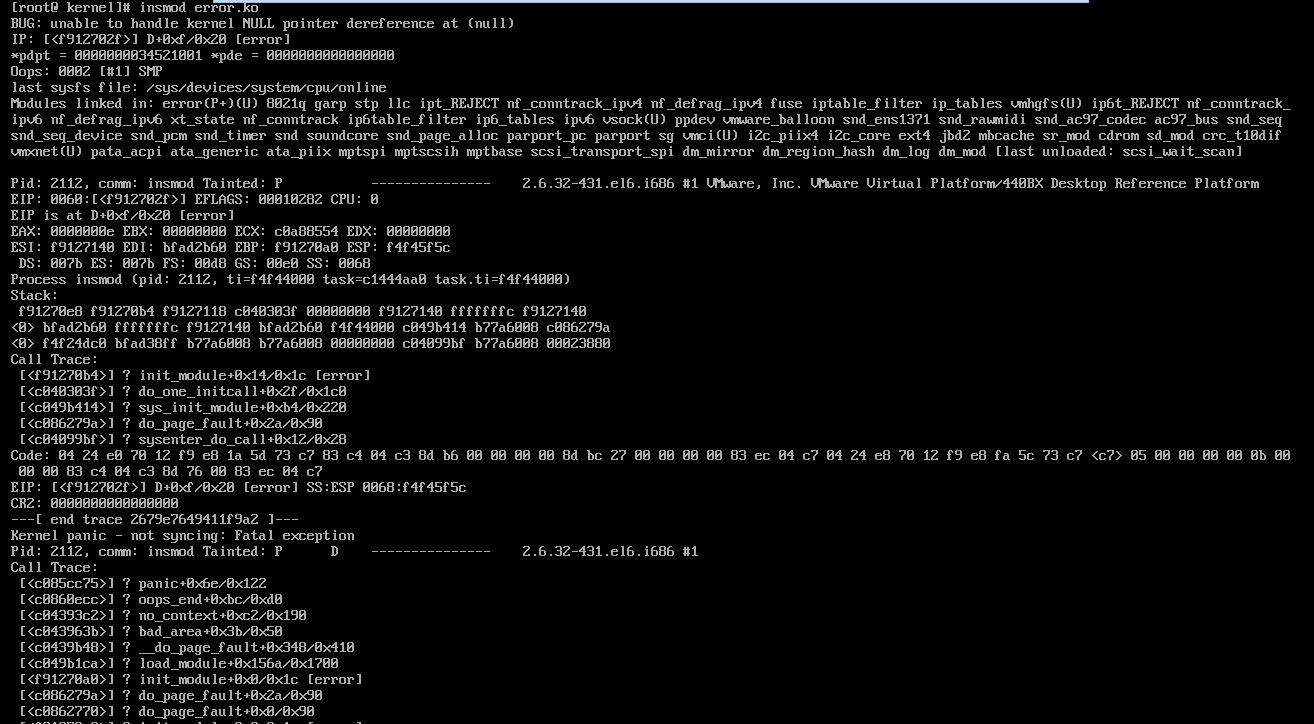 [root@ kernel]# insmod error.ko
BUG: unable to handle kernel NULL pointer dereference at (null)
IP: [<f912702f>] D+0xf/0x20 [error]
*pdpt = 0000000034521001 *pde = 0000000000000000
Oops: 0002 [#1] SMP
last sysfs file: /sys/devices/system/cpu/online
Modules linked in: error(P+)(U) 8021q garp stp llc ipt_REJECT nf_conntrack_ipv4 nf_defrag_ipv4 fuse iptable_filter ip_tables vmhgfs(U) ip6t_REJECT nf_conntrack_
ipv6 nf_defrag_ipv6 xt_state nf_conntrack ip6table_filter ip6_tables ipv6 vsock(U) ppdev vmware_balloon snd_ens1371 snd_rawmidi snd_ac97_codec ac97_bus snd_seq
snd_seq_device snd_pcm snd_timer snd soundcore snd_page_alloc parport_pc parport sg vmci(U) i2c_piix4 i2c_core ext4 jbd2 mbcache sr_mod cdrom sd_mod crc_t10dif
vmxnet(U) pata_acpi ata_generic ata_piix mptspi mptscsih mptbase scsi_transport_spi dm_mirror dm_region_hash dm_log dm_mod [last unloaded: scsi_wait_scan]
Pid: 2112, comm: insmod Tainted: P           ---------------    2.6.32-431.el6.i686 #1 VMware, Inc. VMware Virtual Platform/440BX Desktop Reference Platform
EIP: 0060:[<f912702f>] EFLAGS: 00010282 CPU: 0
EIP is at D+0xf/0x20 [error]
EAX: 0000000e EBX: 00000000 ECX: c0a88554 EDX: 00000000
ESI: f9127140 EDI: bfad2b60 EBP: f91270a0 ESP: f4f45f5c
DS: 007b ES: 007b FS: 00d8 GS: 00e0 SS: 0068
Process insmod (pid: 2112, ti=f4f44000 task=c1444aa0 task.ti=f4f44000)
Stack:
f91270e8 f91270b4 f9127118 c040303f 00000000 f9127140 fffffffc f9127140
<0> bfad2b60 fffffffc f9127140 bfad2b60 f4f44000 c049b414 b77a6008 c086279a
<0> f4f24dc0 bfad38ff b77a6008 b77a6008 00000000 c04099bf b77a6008 00023880
Call Trace:
[<f91270b4>] ? init_module+0x14/0x1c [error]
[<c040303f>] ? do_one_initcall+0x2f/0x1c0
[<c049b414>] ? sys_init_module+0xb4/0x220
[<c086279a>] ? do_page_fault+0x2a/0x90
[<c04099bf>] ? sysenter_do_call+0x12/0x28
Code: 04 24 e0 70 12 f9 e8 1a 5d 73 c7 83 c4 04 c3 8d b6 00 00 00 00 8d bc 27 00 00 00 00 83 ec 04 c7 04 24 e8 70 12 f9 e8 fa 5c 73 c7 <c7> 05 00 00 00 00 0b 00
00 00 83 c4 04 c3 8d 76 00 83 ec 04 c7
EIP: [<f912702f>] D+0xf/0x20 [error] SS:ESP 0068:f4f45f5c
CR2: 0000000000000000
---[ end trace 2679e7649411f9a2 ]---
Kernel panic - not syncing: Fatal exception
Pid: 2112, comm: insmod Tainted: P      D    ---------------    2.6.32-431.el6.i686 #1
Call Trace:
[<c085cc75>] ? panic+0x6e/0x122
[<c0860ecc>] ? oops_end+0xbc/0xd0
[<c04393c2>] ? no_context+0xc2/0x190
[<c043963b>] ? bad_area+0x3b/0x50
[<c0439b48>] ? __do_page_fault+0x348/0x410
[<c049b1ca>] ? load_module+0x156a/0x1700
[<f91270a0>] ? init_module+0x0/0x1c [error]
[<c086279a>] ? do_page_fault+0x2a/0x90
[<c0862770>] ? do_page_fault+0x0/0x90